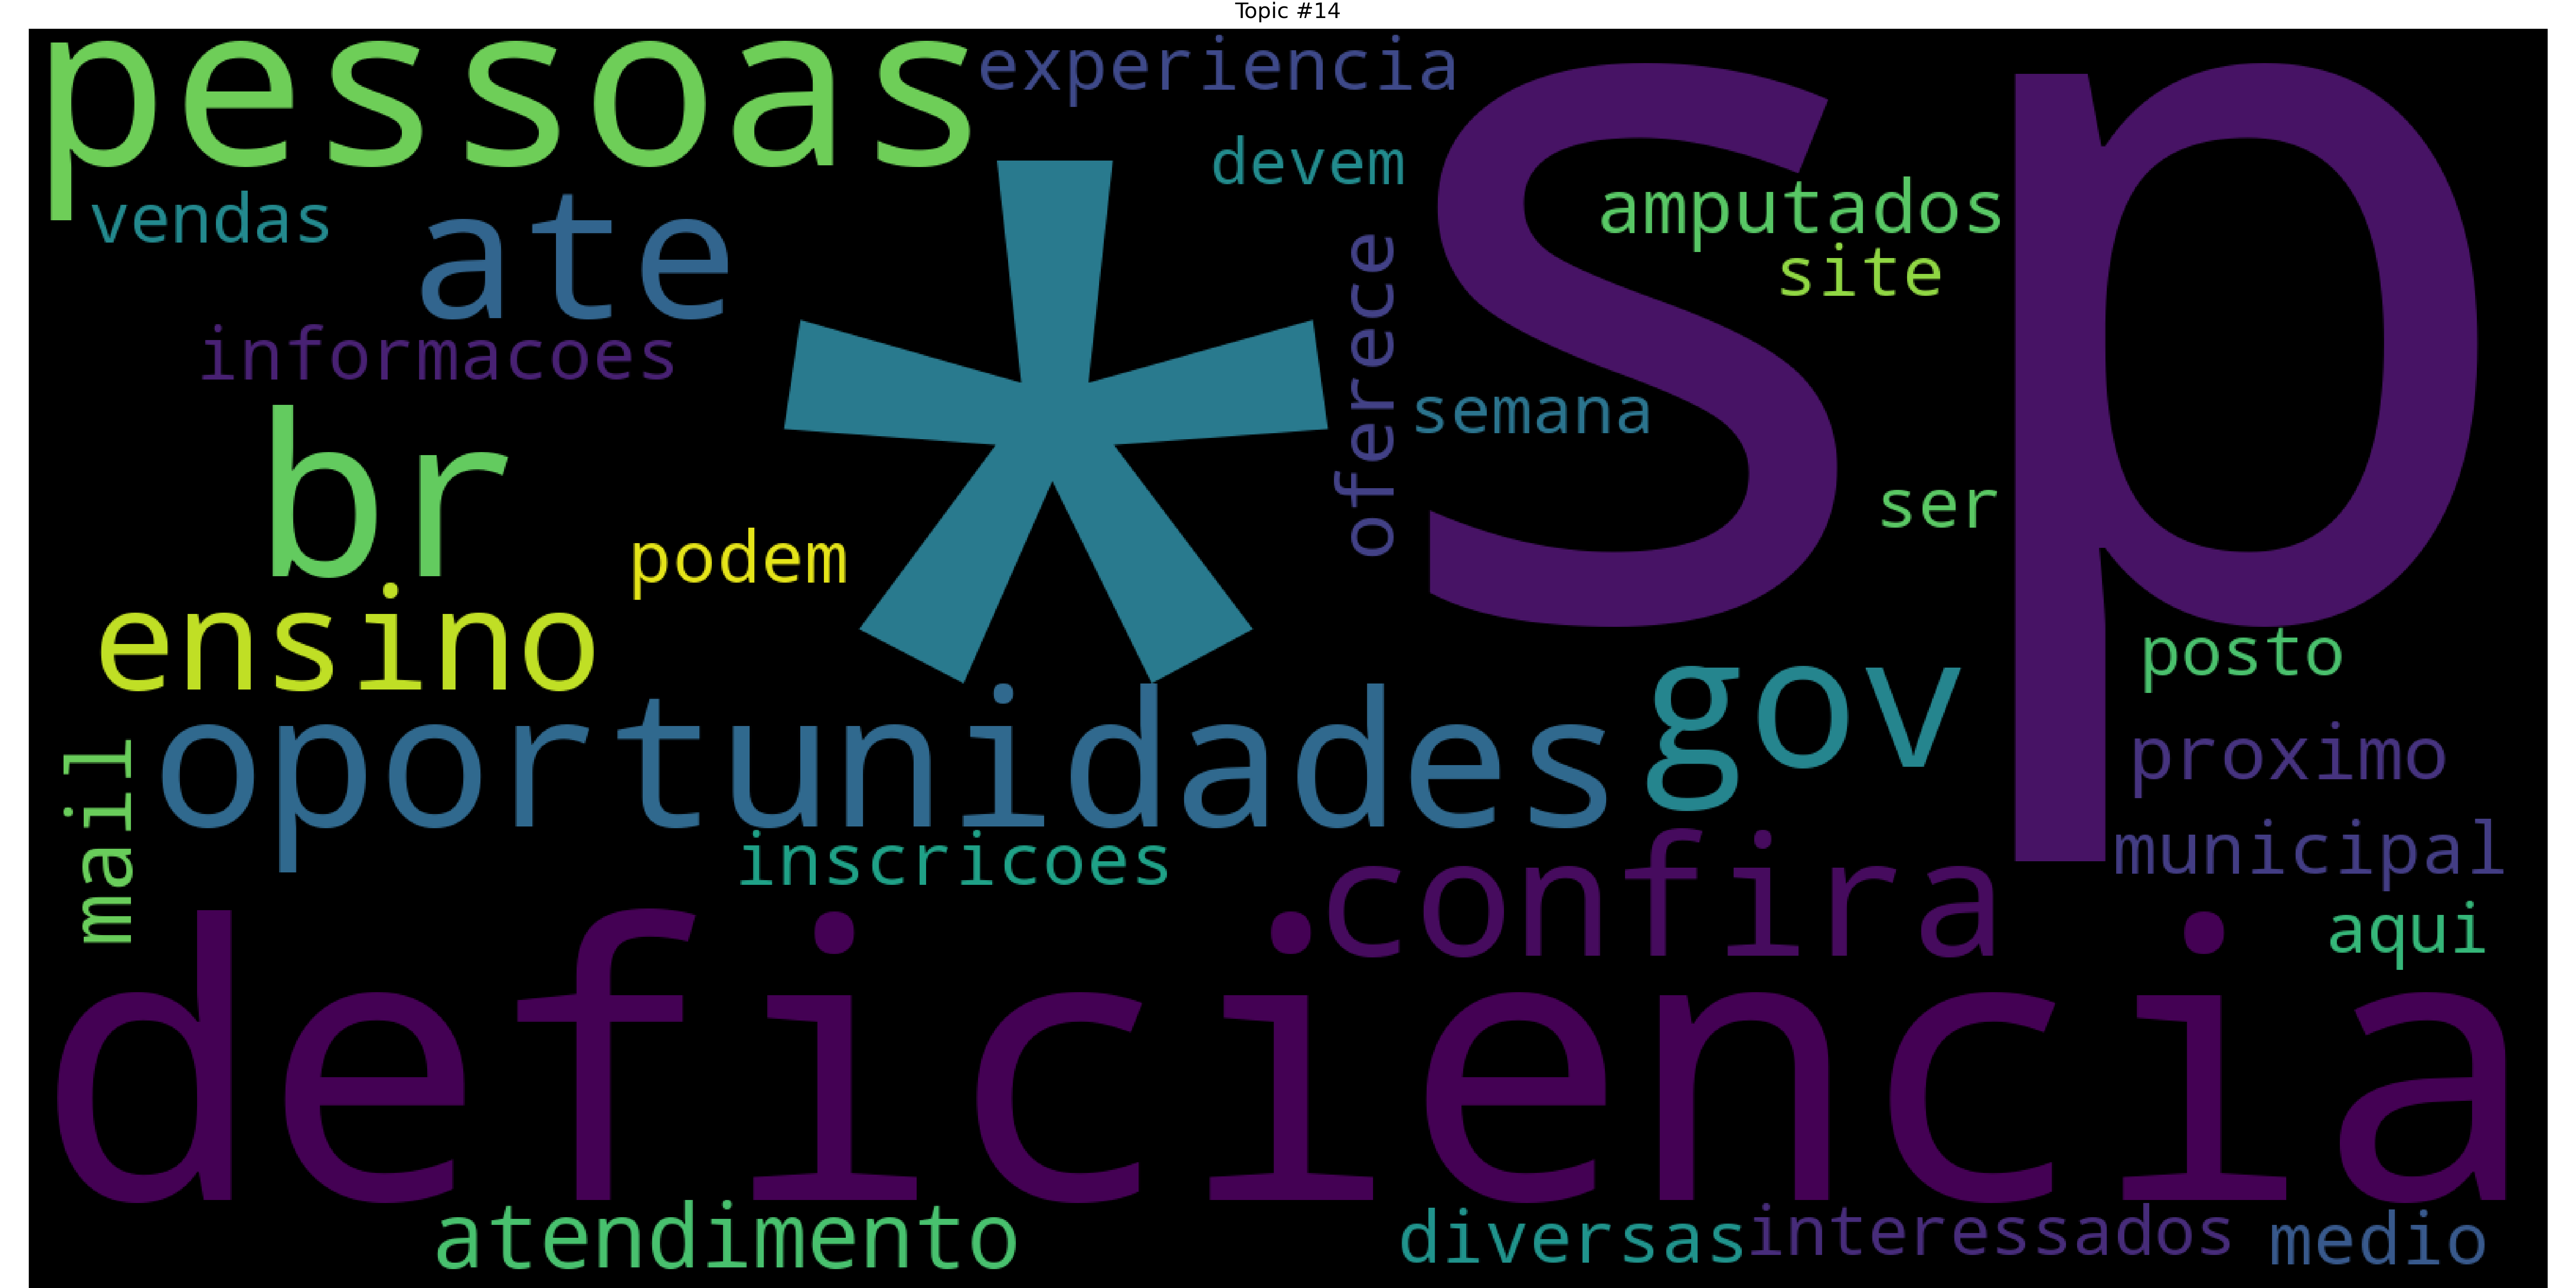 Topic #14
pessoas
experiencia
sp
devem
vendas
ate
amputados
site
oferece
informacoes
*
semana
br
ser
podem
ensino
posto
gov
oportunidades
proximo
mail
inscricoes
confira
municipal
aqui
deficiencia
atendimento
diversas
interessados
medio